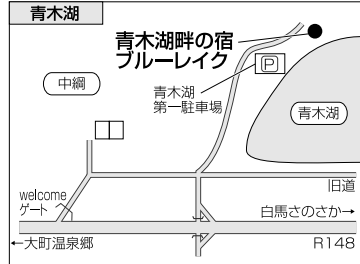 青木湖
青木湖畔の宿
ブルーレイク
P
中綱
青木湖
第一駐車場
青木湖
旧道
welcome
ゲート
白馬さのさか→
←大町温泉郷
R148